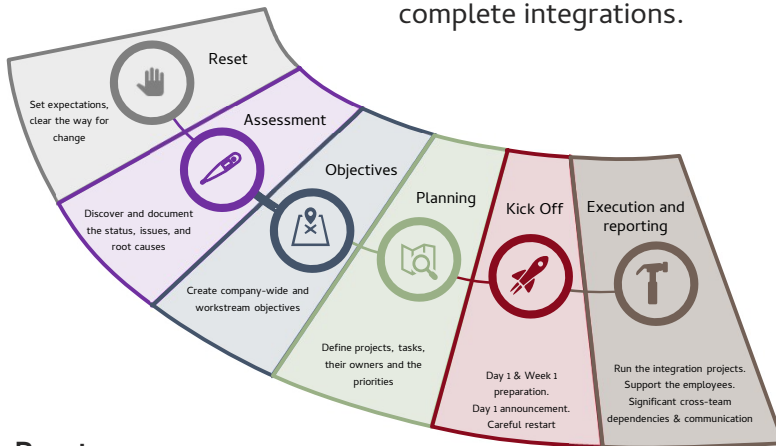 complete integrations.
Reset
Set expectations,
clear the way for
change
Assessment
Discover and document
the status, issues, and
root causes
Objectives
Create company-wide and
workstream objectives
Planning
Define projects, tasks,
their owners and the
priorities
Kick Off
Day 1 & Week 1
preparation.
Day 1 announcement.
Careful restart
Execution and
reporting
Run the integration projects.
Support the employees.
Significant cross-team
dependencies & communication